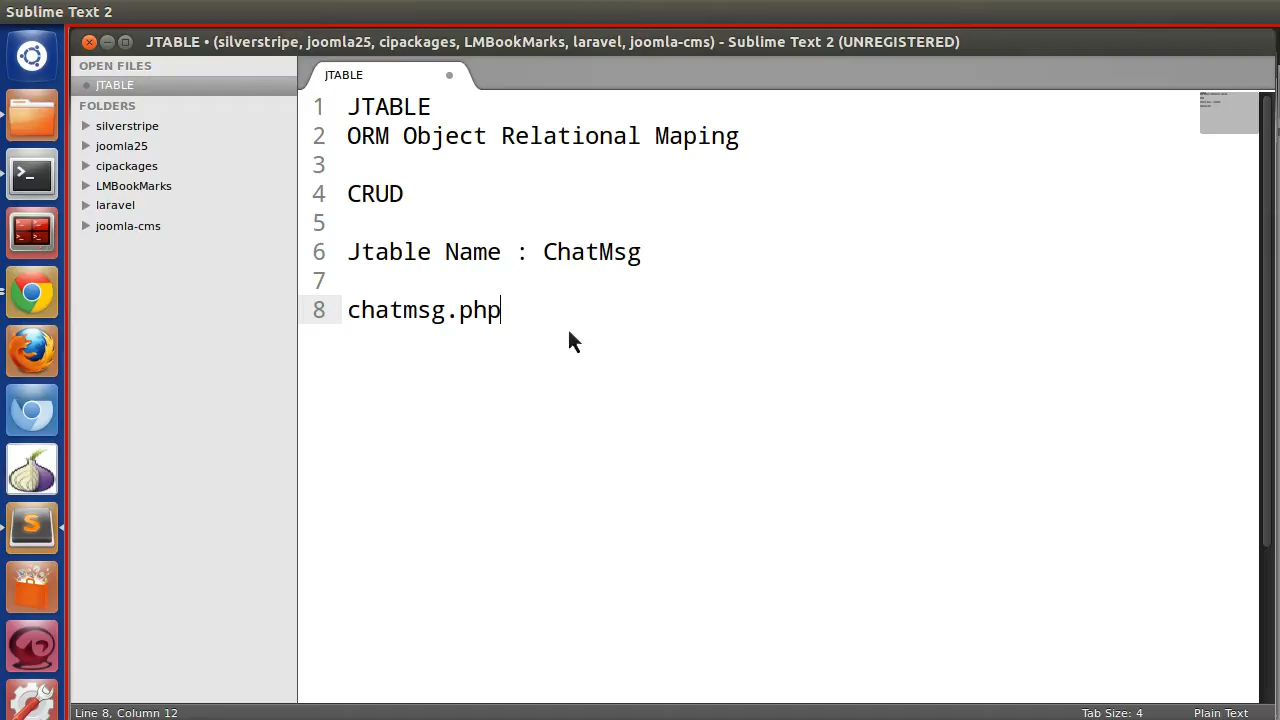 Sublime Text 2
JTABLE • (silverstripe, joomla25, cipackages, LMBookMarks, laravel, joomla-cms) - Sublime Text 2 (UNREGISTERED)
OPEN FILES
JTABLE
FOLDERS
silverstripe
joomla25
cipackages
LMBookMarks
laravel
joomla-cms
JTABLE
1 JTABLE
2 ORM Object Relational Maping
3
4 CRUD
5
6 Jtable Name : ChatMsg
7
8 chatmsg.php
Line 8, Column 12
Tab Size: 4
Plain Text